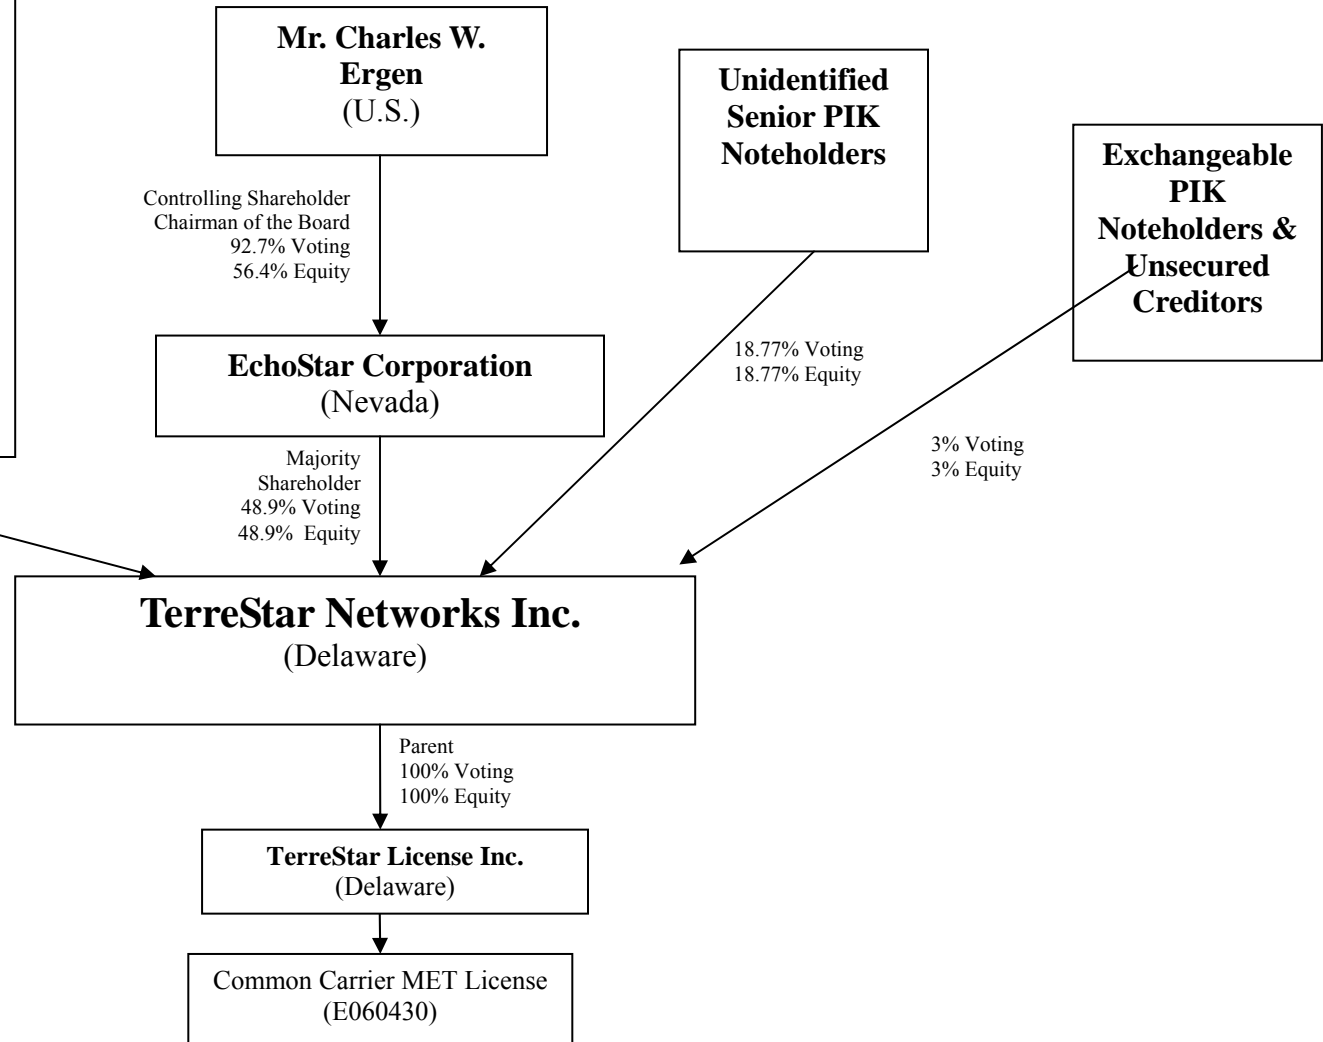 Mr. Charles W.
Ergen
(U.S.)
Unidentified
Senior PIK
Noteholders
Exchangeable
PIK
Noteholders &
Unsecured
Creditors
Controlling Shareholder
Chairman of the Board
92.7% Voting
56.4% Equity
EchoStar Corporation
(Nevada)
18.77% Voting
18.77% Equity
3% Voting
3% Equity
Majority
Shareholder
48.9% Voting
48.9% Equity
TerreStar Networks Inc.
(Delaware)
Parent
100% Voting
100% Equity
TerreStar License Inc.
(Delaware)
Common Carrier MET License
(E060430)